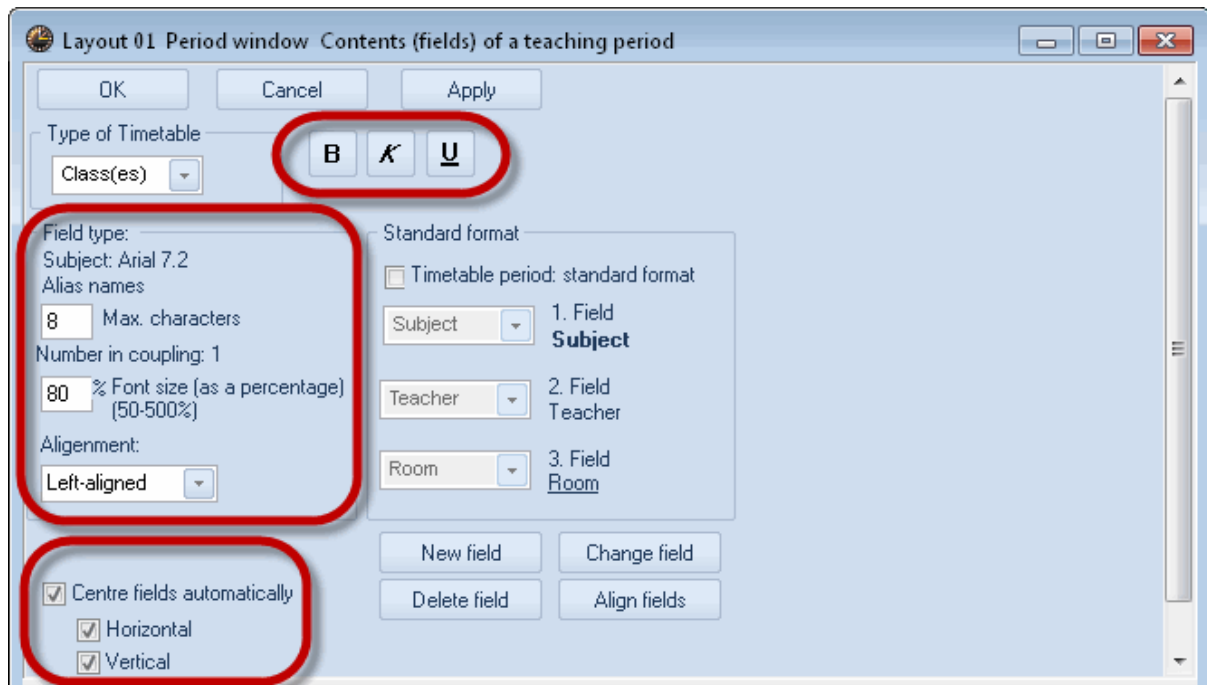 Layout 01 Period window Contents (fields) of a teaching period
OK Cancel Apply
Type of Timetable
Class(es)
B K U
Field type:
Subject: Arial 7.2
Alias names
8 Max. characters
Number in coupling: 1
80 % Font size (as a percentage)
(50-500%)
Aligenment:
Left-aligned
Standard format
Timetable period: standard format
Subject 1. Field
Subject
Teacher 2. Field
Teacher
Room 3. Field
Room
New field Change field
Delete field Align fields
Centre fields automatically
Horizontal
Vertical